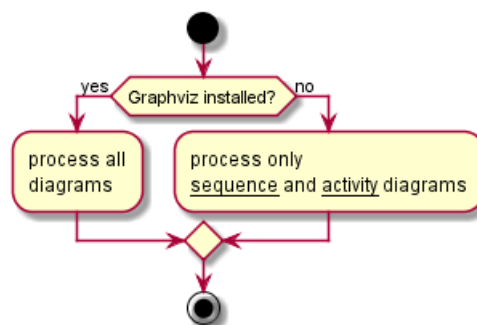 yes
Graphviz installed?
no
process all
diagrams
process only
sequence and activity diagrams